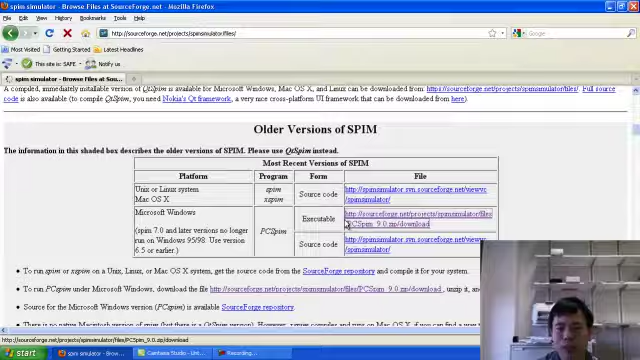 spim simulator - Browse Files at SourceForge.net - Mozilla Firefox
File Edit View History Bookmarks Tools Help
http://sourceforge.net/projects/spimsimulator/files/
Most Visited Getting Started Latest Headlines
This site is: SAFE
spim simulator - Browse Files at Sou...
A compiled, immediately installable version of QtSpim is available for Microsoft Windows, Mac OS X, and Linux can be downloaded from: https://sourceforge.net/projects/spimsimulator/files/. Full source
code is also available (to compile QtSpim, you need Nokia's Qt framework, a very nice cross-platform UI framework that can be downloaded from here).
Older Versions of SPIM
The information in this shaded box describes the older versions of SPIM. Please use QtSpim instead.
Most Recent Versions of SPIM
Platform Program Form File
Unix or Linux system
Mac OS X
spim
xspim
Source code
http://spimsimulator.svn.sourceforge.net/viewvc
/spimsimulator/
Microsoft Windows
(spim 7.0 and later versions no longer
run on Windows 95/98. Use version
6.5 or earlier.)
PCSpim
Executable
http://sourceforge.net/projects/spimsimulator/files
/PCSpim_9.0.zip/download
Source code
http://spimsimulator.svn.sourceforge.net/viewvc
/spimsimulator/
• To run spim or xspim on a Unix, Linux, or Mac OS X system, get the source code from the SourceForge repository and compile it for your system.
• To run PCSpim under Microsoft Windows, download the file http://sourceforge.net/projects/spimsimulator/files/PCSpim_9.0.zip/download , unzip it, and
• Source for the Microsoft Windows version of (PCspim) is available SourceForge repository.
• There is no native Macintosh version of
http://sourceforge.net/projects/spimsimulator/files/PCSpim_9.0.zip/download
start
spim simulator - Brows...
Camtasia Studio - Unt...
Recording...